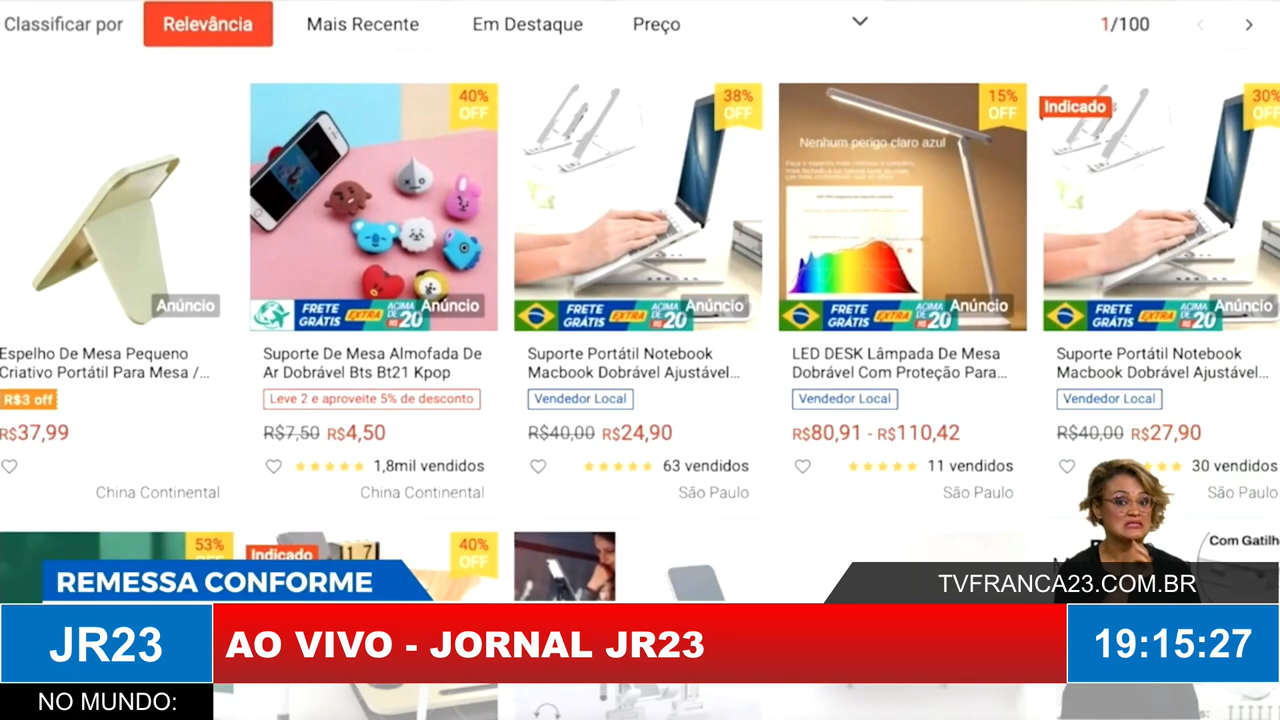 Classificar por
Relevância
Mais Recente
Em Destaque
Preço
1/100
40%
OFF
38%
OFF
15%
OFF
Indicado
30%
OFF
Nenhum perigo claro azul
Anúncio
FRETE
GRÁTIS
EXTRA
ACIMA
DE
R$20
Anúncio
FRETE
GRÁTIS
EXTRA
ACIMA
DE
R$20
Anúncio
FRETE
GRÁTIS
EXTRA
ACIMA
DE
R$20
Anúncio
FRETE
GRÁTIS
EXTRA
ACIMA
DE
R$20
Anúncio
Espelho De Mesa Pequeno
Criativo Portátil Para Mesa /...
R$3 off
R$37,99
China Continental
Suporte De Mesa Almofada De
Ar Dobrável Bts Bt21 Kpop
Leve 2 e aproveite 5% de desconto
R$7,50 R$4,50
1,8mil vendidos
China Continental
Suporte Portátil Notebook
Macbook Dobrável Ajustável...
Vendedor Local
R$40,00 R$24,90
63 vendidos
São Paulo
LED DESK Lâmpada De Mesa
Dobrável Com Proteção Para...
Vendedor Local
R$80,91 - R$110,42
11 vendidos
São Paulo
Suporte Portátil Notebook
Macbook Dobrável Ajustável...
Vendedor Local
R$40,00 R$27,90
30 vendidos
São Paulo
53%
OFF
Indicado
17
40%
OFF
Com Gatilh
REMESSA CONFORME
TVFRANCA23.COM.BR
JR23
AO VIVO - JORNAL JR23
19:15:27
NO MUNDO: